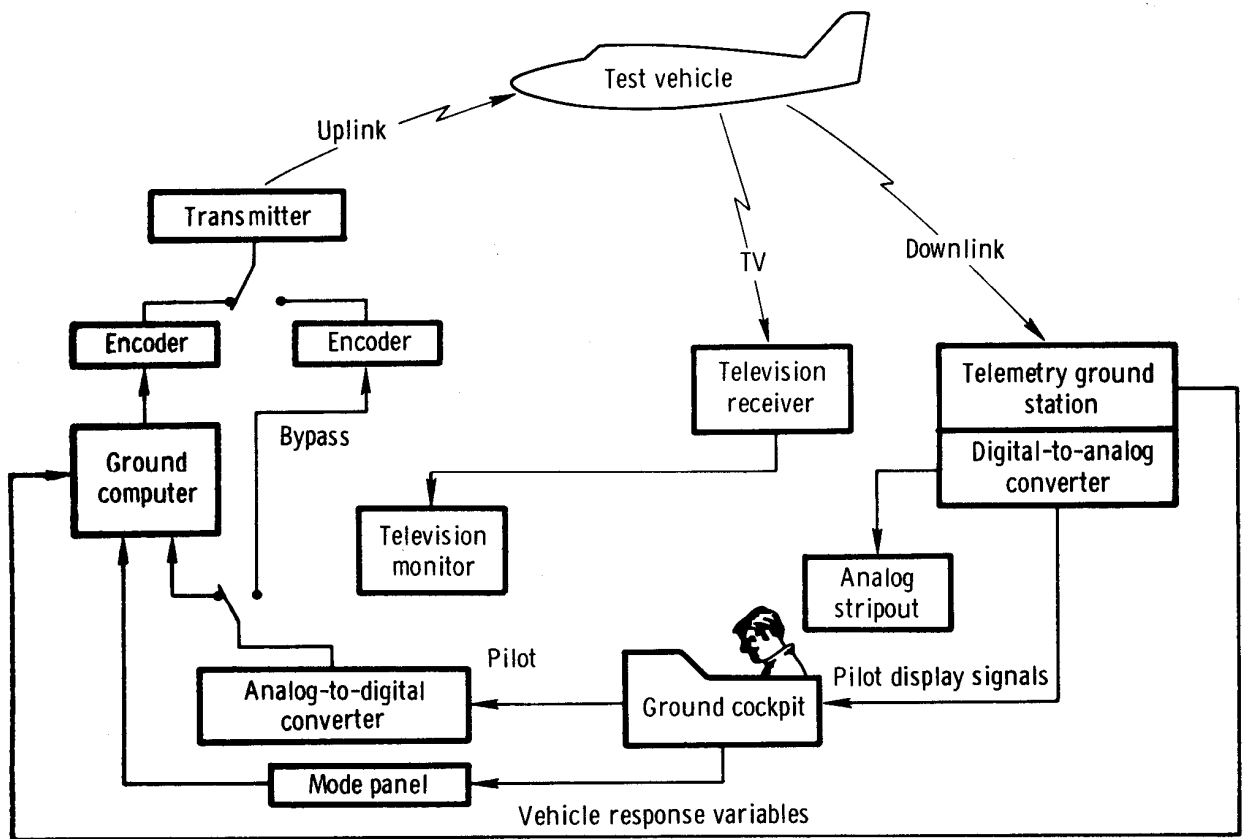 Test vehicle
Uplink
Transmitter
TV
Downlink
Encoder
Encoder
Television
receiver
Telemetry ground
station
Bypass
Ground
computer
Digital-to-analog
converter
Television
monitor
Analog
stripout
Pilot
Pilot display signals
Analog-to-digital
converter
Ground cockpit
Mode panel
Vehicle response variables